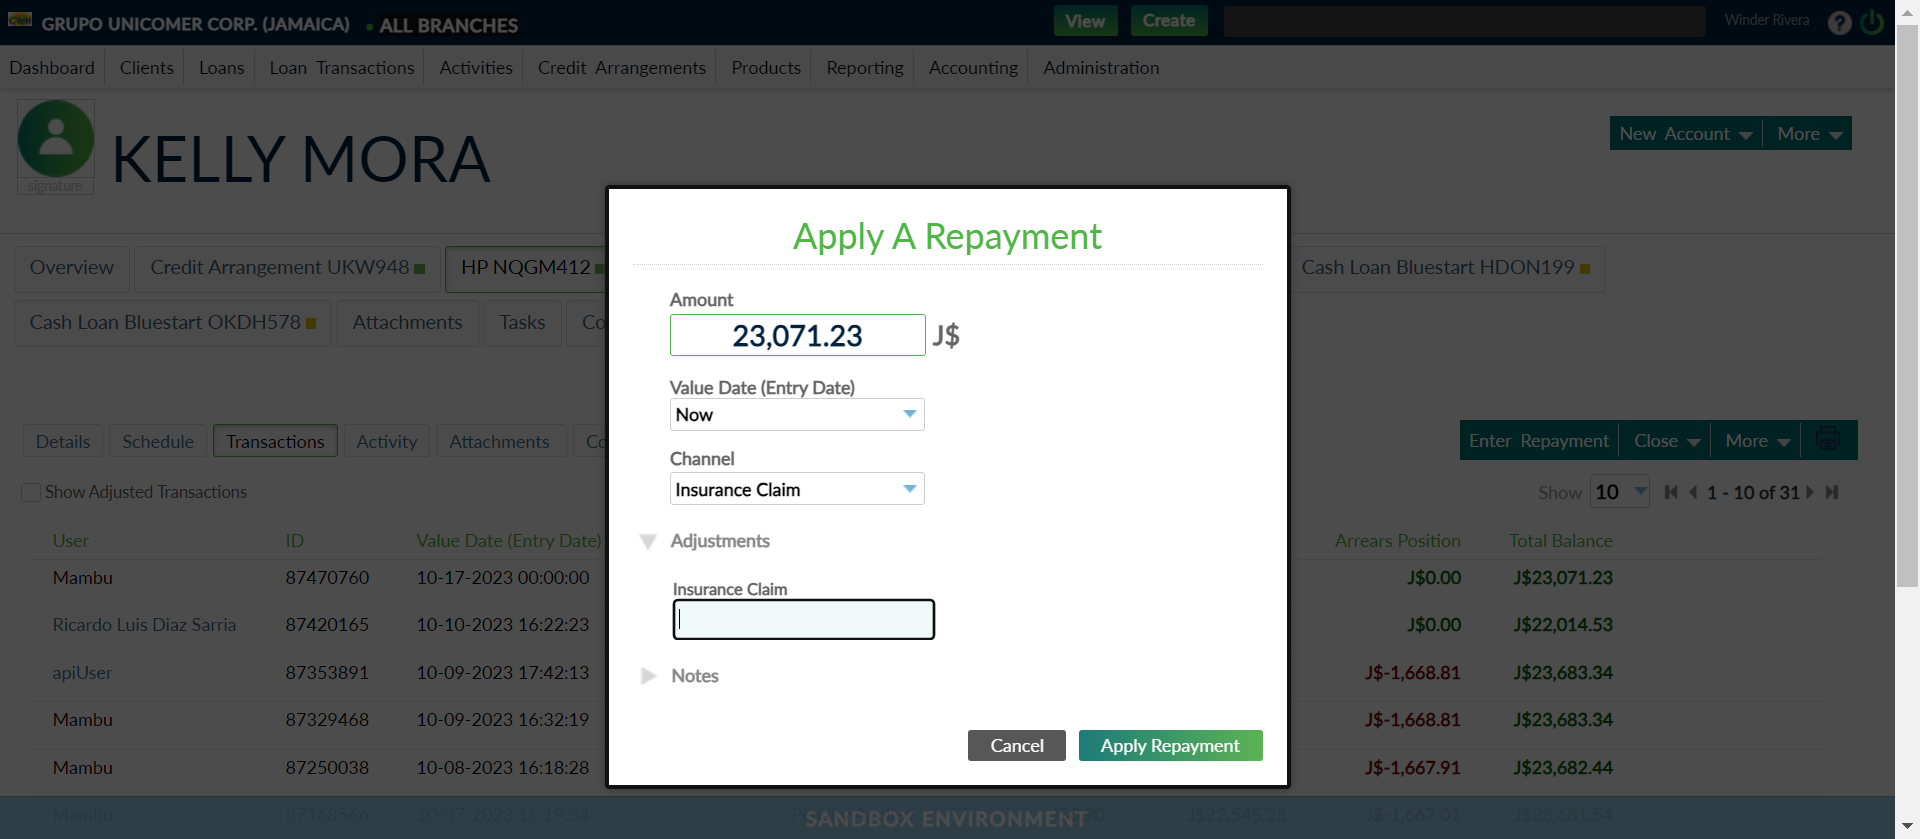 GRUPO UNICOMER CORP. (JAMAICA) • ALL BRANCHES View Create Winder Rivera ?
Dashboard Clients Loans Loan Transactions Activities Credit Arrangements Products Reporting Accounting Administration
KELLY MORA
signature
New Account More
Apply A Repayment
Overview Credit Arrangement UKW948 HP NQGM412 Cash Loan Bluestart HDON199
Cash Loan Bluestart OKDH578 Attachments Tasks Co
Amount
23,071.23 J$
Value Date (Entry Date)
Now
Channel
Insurance Claim
Adjustments
Insurance Claim
Notes
Cancel Apply Repayment
Details Schedule Transactions Activity Attachments Co
Enter Repayment Close More
Show Adjusted Transactions
Show 10 1 - 10 of 31
User ID Value Date (Entry Date) Arrears Position Total Balance
Mambu 87470760 10-17-2023 00:00:00 J$0.00 J$23,071.23
Ricardo Luis Diaz Sarria 87420165 10-10-2023 16:22:23 J$0.00 J$22,014.53
apiUser 87353891 10-09-2023 17:42:13 J$-1,668.81 J$23,683.34
Mambu 87329468 10-09-2023 16:32:19 J$-1,668.81 J$23,683.34
Mambu 87250038 10-08-2023 16:18:28 J$-1,667.91 J$23,682.44
Mambu 87168566 10-07-2023 16:19:34 J$22,545.28 J$-1,667.01 J$23,681.54
SANDBOX ENVIRONMENT